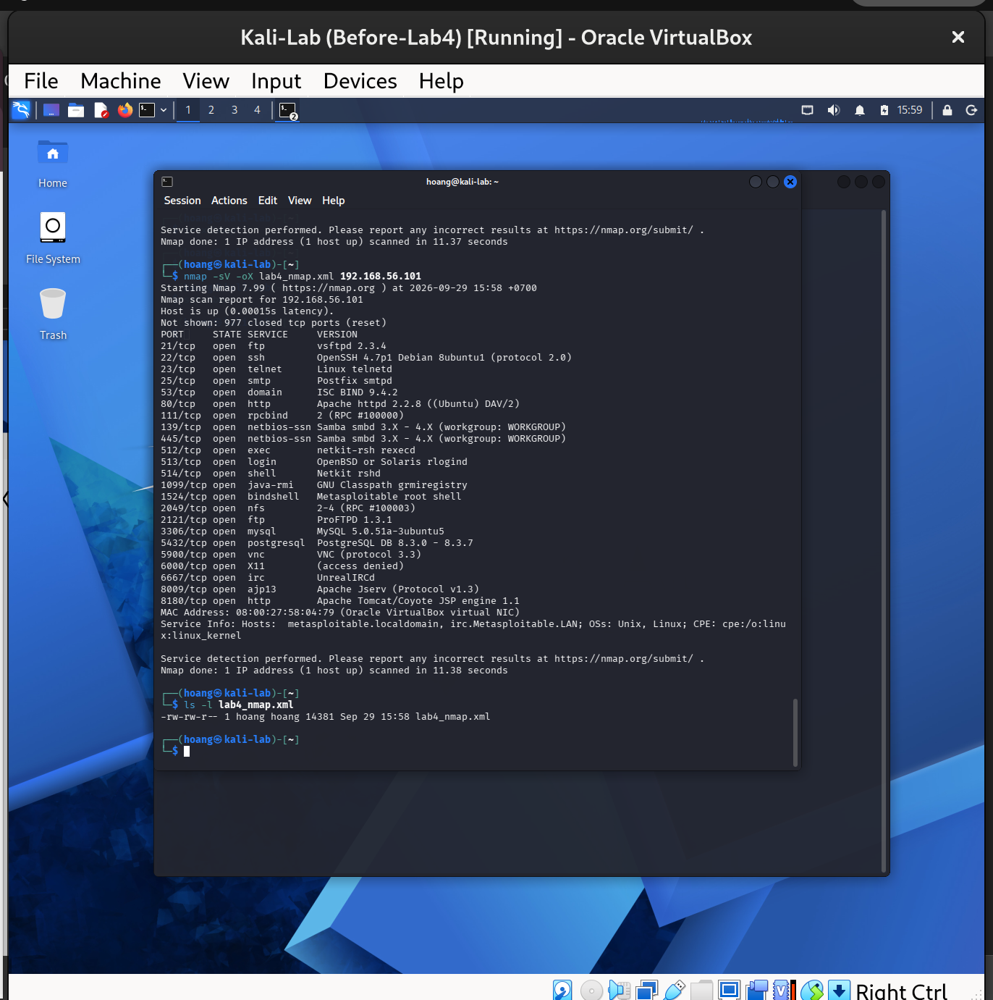 Kali-Lab (Before-Lab4) [Running] - Oracle VirtualBox
File Machine View Input Devices Help
1 2 3 4 2 15:59
Home
File System
Trash
hoang@kali-lab: ~
Session Actions Edit View Help
Service detection performed. Please report any incorrect results at https://nmap.org/submit/ .
Nmap done: 1 IP address (1 host up) scanned in 11.37 seconds
┌──(hoang㉿kali-lab)-[~]
└─$ nmap -sV -oX lab4_nmap.xml 192.168.56.101
Starting Nmap 7.99 ( https://nmap.org ) at 2026-09-29 15:58 +0700
Nmap scan report for 192.168.56.101
Host is up (0.00015s latency).
Not shown: 977 closed tcp ports (reset)
PORT     STATE SERVICE     VERSION
21/tcp   open  ftp         vsftpd 2.3.4
22/tcp   open  ssh         OpenSSH 4.7p1 Debian 8ubuntu1 (protocol 2.0)
23/tcp   open  telnet      Linux telnetd
25/tcp   open  smtp        Postfix smtpd
53/tcp   open  domain      ISC BIND 9.4.2
80/tcp   open  http        Apache httpd 2.2.8 ((Ubuntu) DAV/2)
111/tcp  open  rpcbind     2 (RPC #100000)
139/tcp  open  netbios-ssn Samba smbd 3.X - 4.X (workgroup: WORKGROUP)
445/tcp  open  netbios-ssn Samba smbd 3.X - 4.X (workgroup: WORKGROUP)
512/tcp  open  exec        netkit-rsh rexecd
513/tcp  open  login       OpenBSD or Solaris rlogind
514/tcp  open  shell       Netkit rshd
1099/tcp open  java-rmi    GNU Classpath grmiregistry
1524/tcp open  bindshell   Metasploitable root shell
2049/tcp open  nfs         2-4 (RPC #100003)
2121/tcp open  ftp         ProFTPD 1.3.1
3306/tcp open  mysql       MySQL 5.0.51a-3ubuntu5
5432/tcp open  postgresql  PostgreSQL DB 8.3.0 - 8.3.7
5900/tcp open  vnc         VNC (protocol 3.3)
6000/tcp open  X11         (access denied)
6667/tcp open  irc         UnrealIRCd
8009/tcp open  ajp13       Apache Jserv (Protocol v1.3)
8180/tcp open  http        Apache Tomcat/Coyote JSP engine 1.1
MAC Address: 08:00:27:58:04:79 (Oracle VirtualBox virtual NIC)
Service Info: Hosts:  metasploitable.localdomain, irc.Metasploitable.LAN; OSs: Unix, Linux; CPE: cpe:/o:linu
x:linux_kernel
Service detection performed. Please report any incorrect results at https://nmap.org/submit/ .
Nmap done: 1 IP address (1 host up) scanned in 11.38 seconds
┌──(hoang㉿kali-lab)-[~]
└─$ ls -l lab4_nmap.xml
-rw-rw-r-- 1 hoang hoang 14381 Sep 29 15:58 lab4_nmap.xml
┌──(hoang㉿kali-lab)-[~]
└─$
Right Ctrl